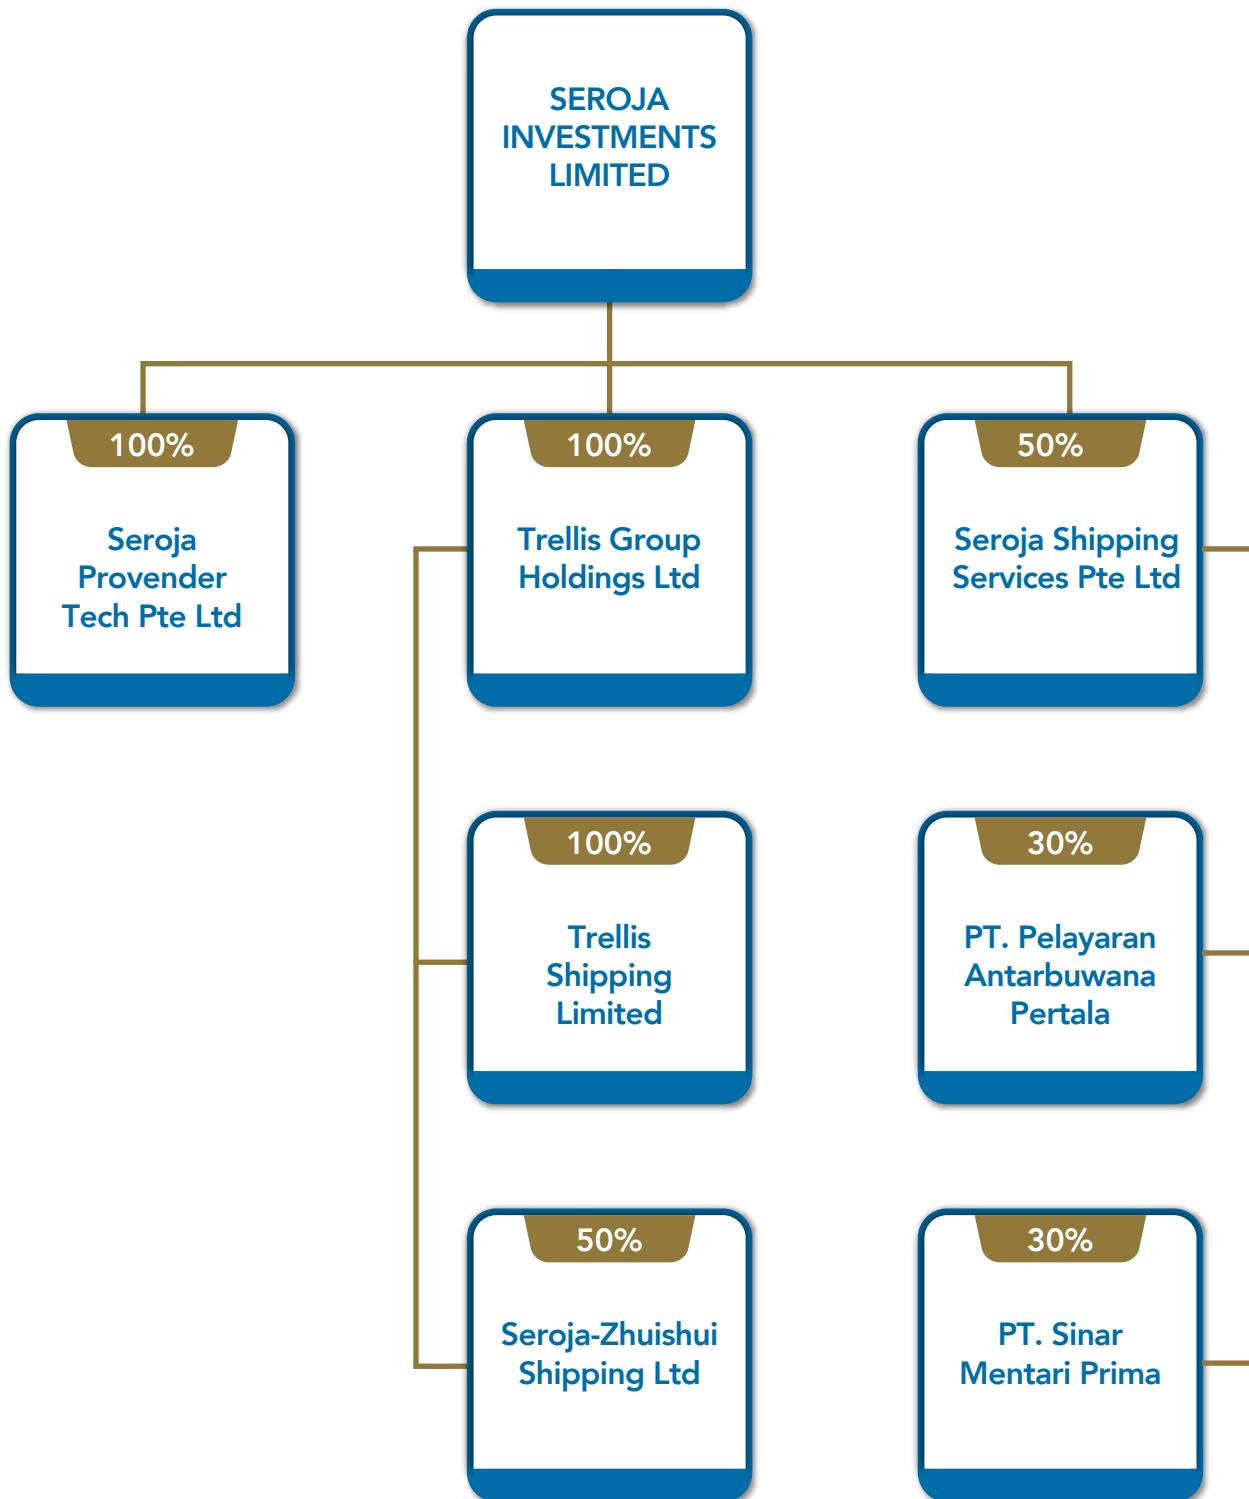 SEROJA
INVESTMENTS
LIMITED
100%
Seroja
Provender
Tech Pte Ltd
100%
Trellis Group
Holdings Ltd
50%
Seroja Shipping
Services Pte Ltd
100%
Trellis
Shipping
Limited
30%
PT. Pelayaran
Antarbuwana
Pertala
50%
Seroja-Zhuishui
Shipping Ltd
30%
PT. Sinar
Mentari Prima